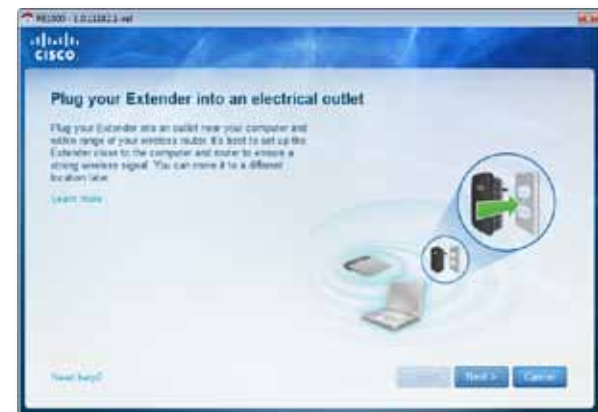 CISCO
Plug your Extender into an electrical outlet
Plug your Extender into an outlet near your computer and
within range of your wireless router. It's best to set up the
Extender close to the computer and router to ensure a
strong wireless signal. You can move it to a different
location later.
Learn more
Need help?
Next >
Cancel